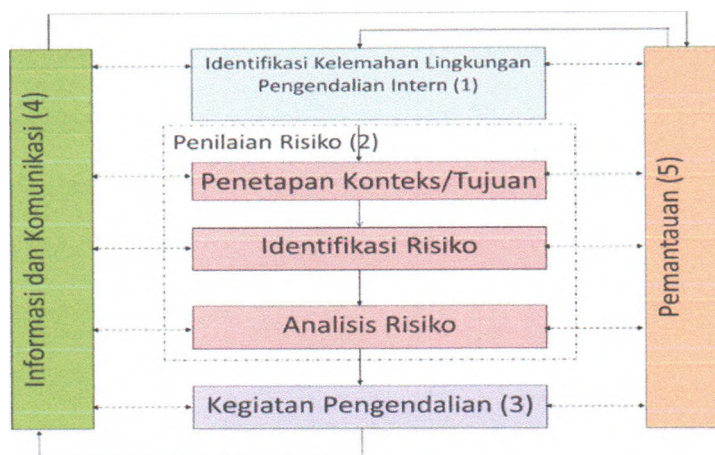 Identifikasi Kelemahan Lingkungan
Pengendalian Intern (1)
Penilaian Risiko (2)
Penetapan Konteks/Tujuan
Identifikasi Risiko
Analisis Risiko
Kegiatan Pengendalian (3)
Informasi dan Komunikasi (4)
Pemantauan (5)